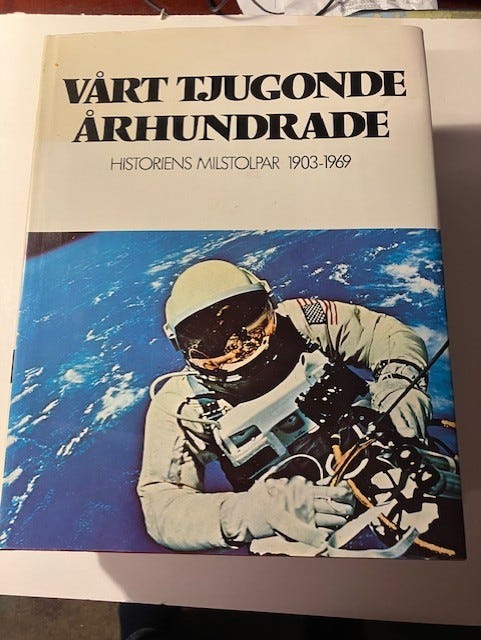 VÅRT TJUGONDE
ÅRHUNDRADE
HISTORIENS MILSTOLPAR 1903-1969